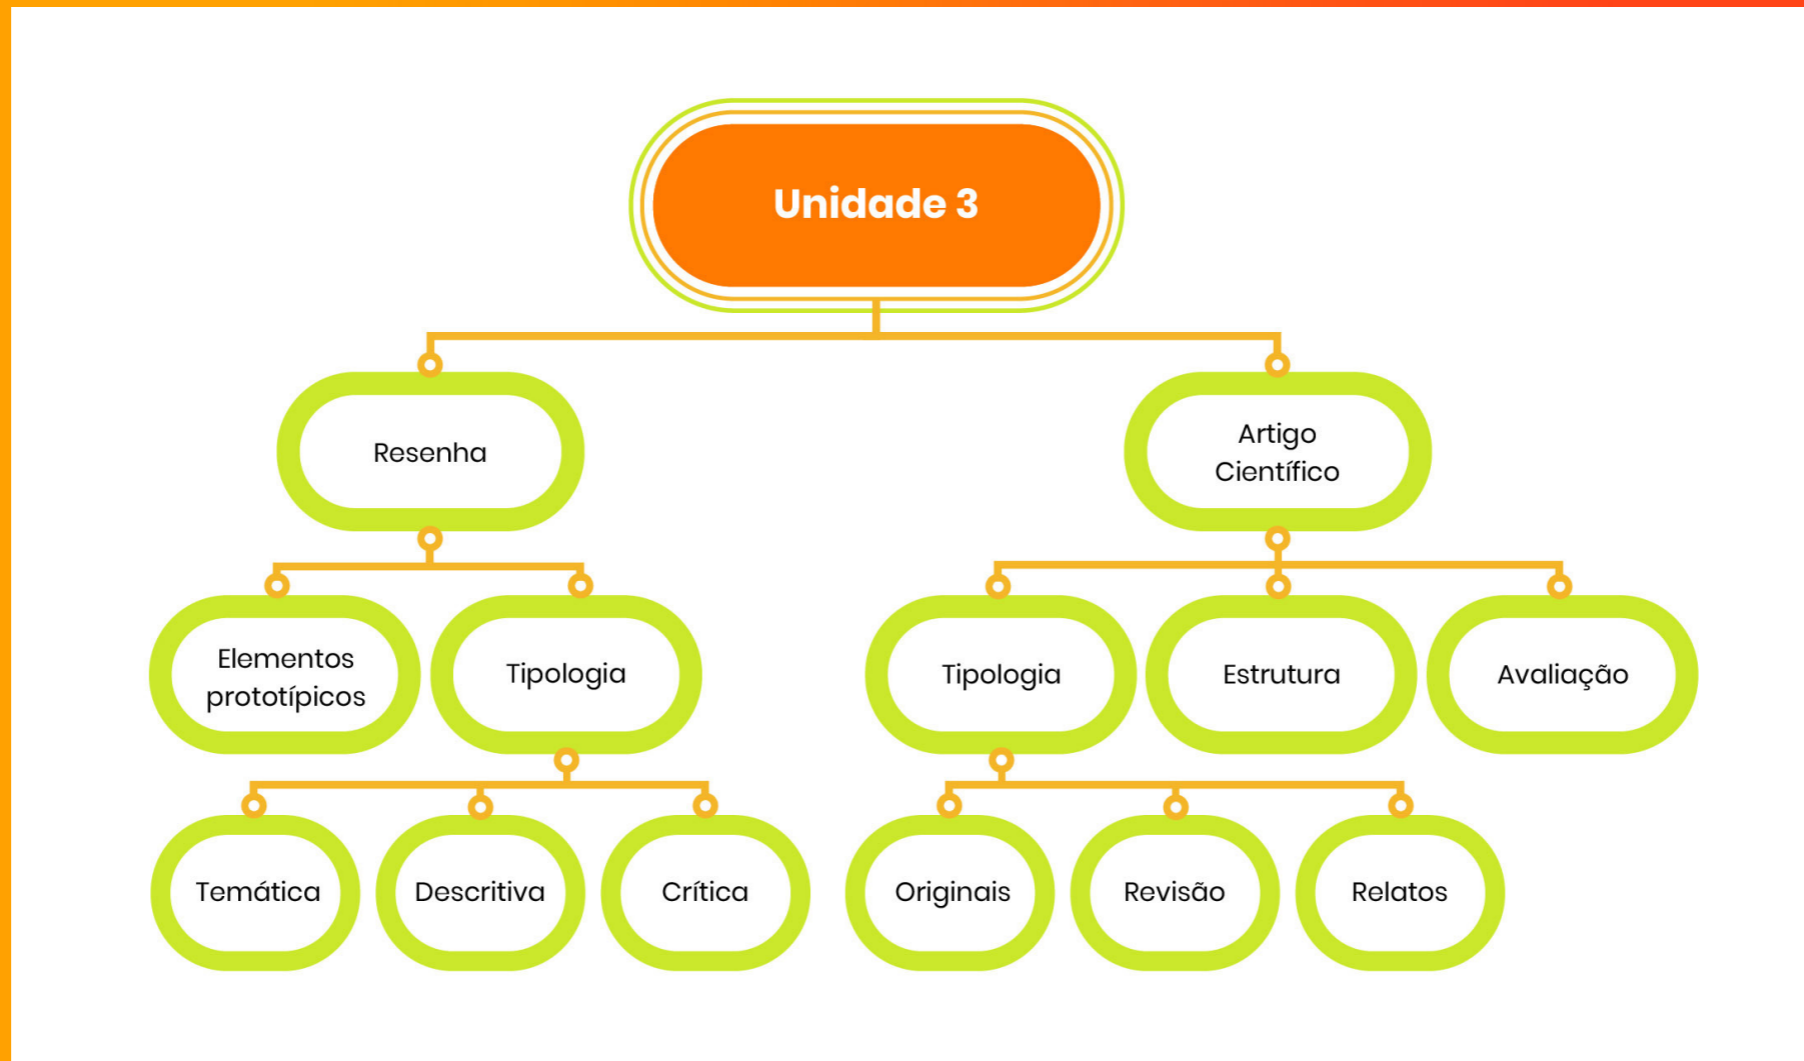 Unidade 3
Resenha
Artigo
Científico
Elementos
prototípicos
Tipologia
Tipologia
Estrutura
Avaliação
Temática
Descritiva
Crítica
Originais
Revisão
Relatos